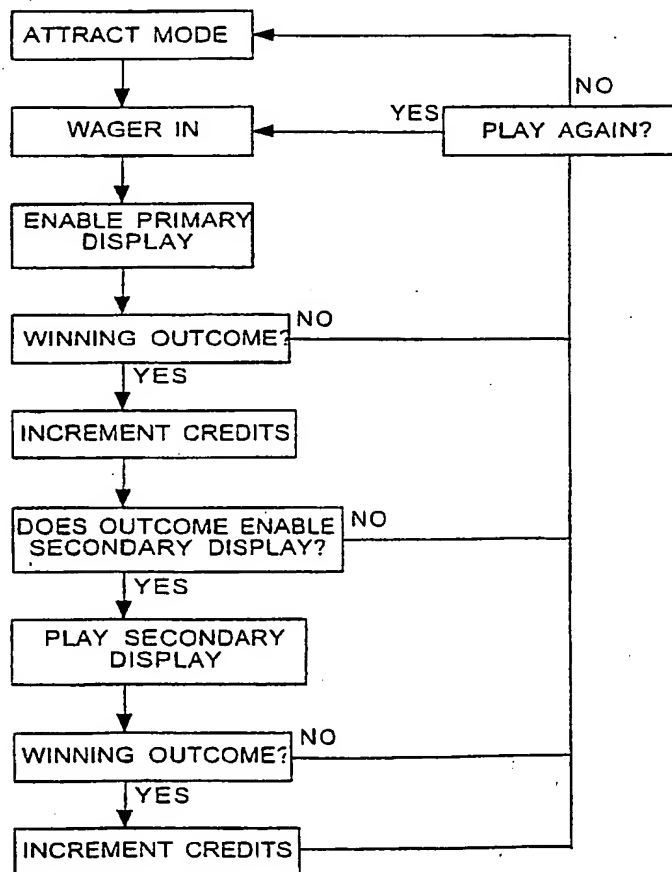 ATTRACT MODE
NO
WAGER IN
YES
PLAY AGAIN?
ENABLE PRIMARY
DISPLAY
WINNING OUTCOME?
NO
YES
INCREMENT CREDITS
DOES OUTCOME ENABLE
SECONDARY DISPLAY?
NO
YES
PLAY SECONDARY
DISPLAY
WINNING OUTCOME?
NO
YES
INCREMENT CREDITS